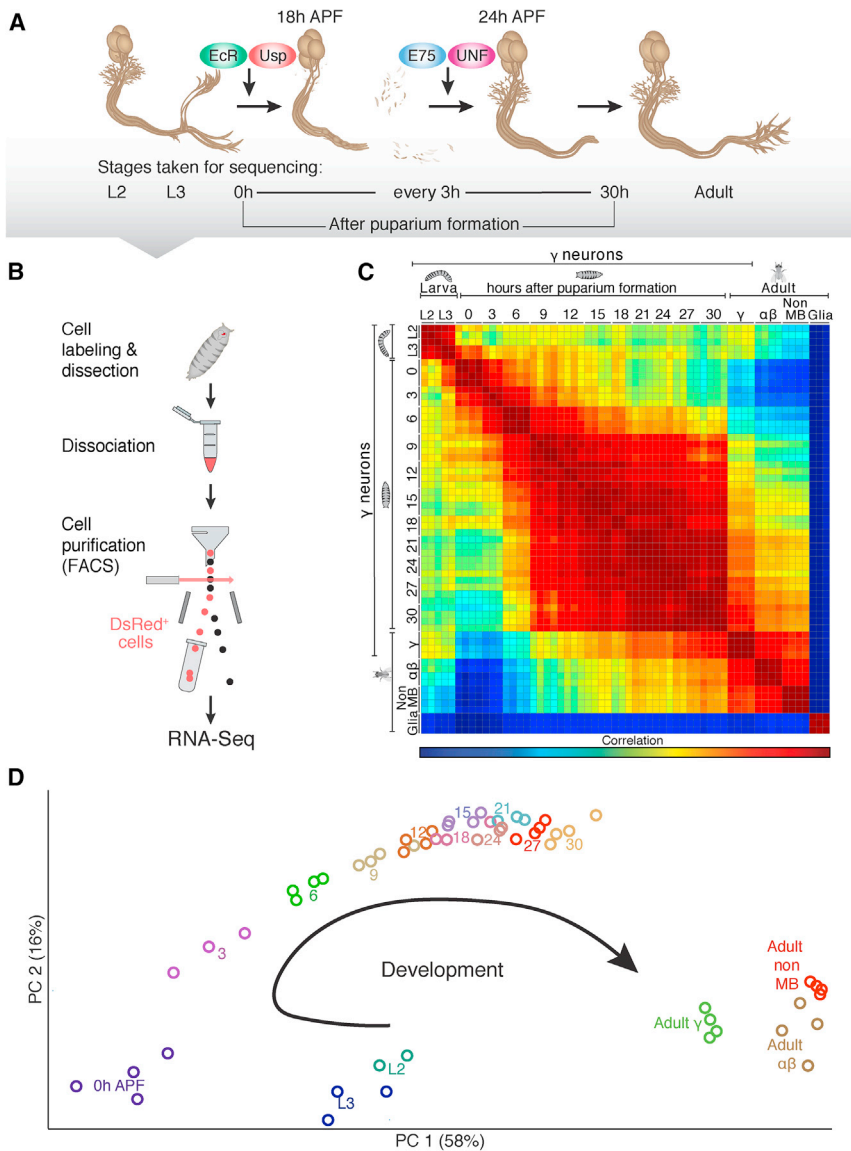 A
18h APF
24h APF
EcR
Usp
E75
UNF
Stages taken for sequencing:
L2 L3 0h every 3h 30h Adult
After puparium formation
B
Cell
labeling &
dissection
Dissociation
Cell
purification
(FACS)
DsRed+
cells
RNA-Seq
C
γ neurons
Larva
hours after puparium formation
Adult
L2 L3 0 3 6 9 12 15 18 21 24 27 30 γ αβ Non MB Glia
γ neurons
L2
L3
0
3
6
9
12
15
18
21
24
27
30
γ
αβ
Non
MB
Glia
Correlation
D
PC 2 (16%)
15
21
12
18
24
27
30
9
6
3
Development
Adult
non
MB
Adult γ
Adult
αβ
L2
0h APF
L3
PC 1 (58%)